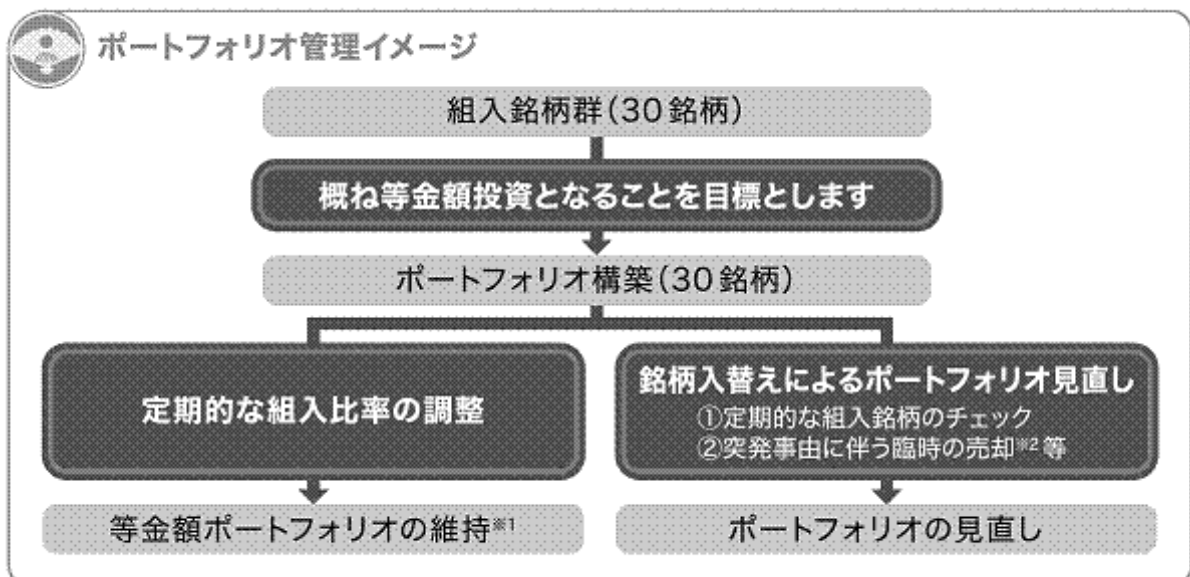 ポートフォリオ管理イメージ
組入銘柄群(30銘柄)
概ね等金額投資となることを目標とします
ポートフォリオ構築(30銘柄)
定期的な組入比率の調整
銘柄入替えによるポートフォリオ見直し
①定期的な組入銘柄のチェック
②突発事由に伴う臨時の売却※2等
等金額ポートフォリオの維持※1
ポートフォリオの見直し